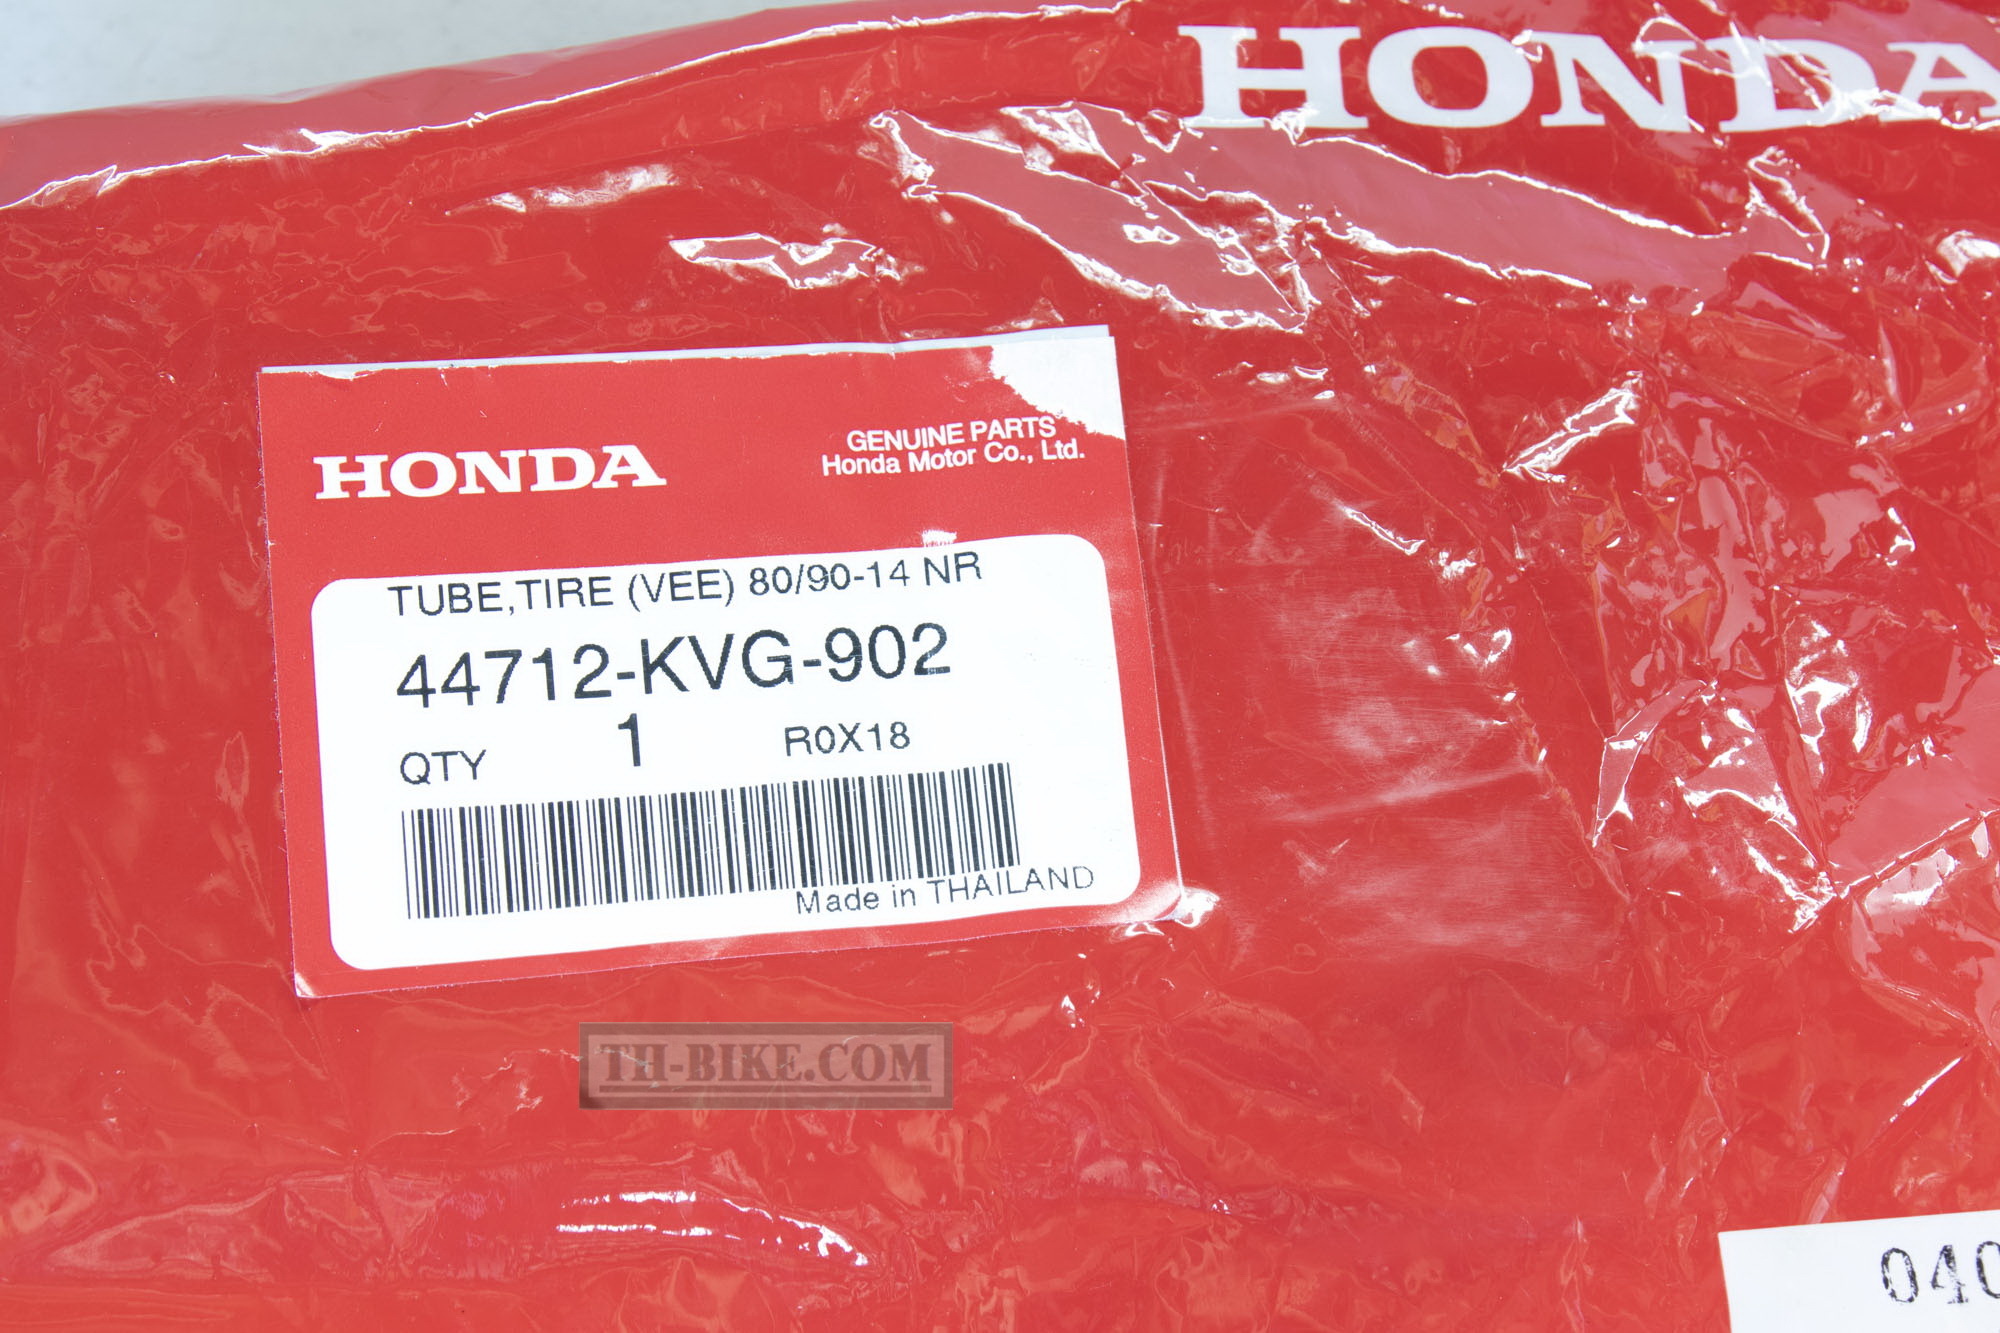 HONDA
HONDA
GENUINE PARTS
Honda Motor Co., Ltd.
TUBE,TIRE (VEE) 80/90-14 NR
44712-KVG-902
QTY 1 R0X18
Made in THAILAND
TH-BIKE.COM
040